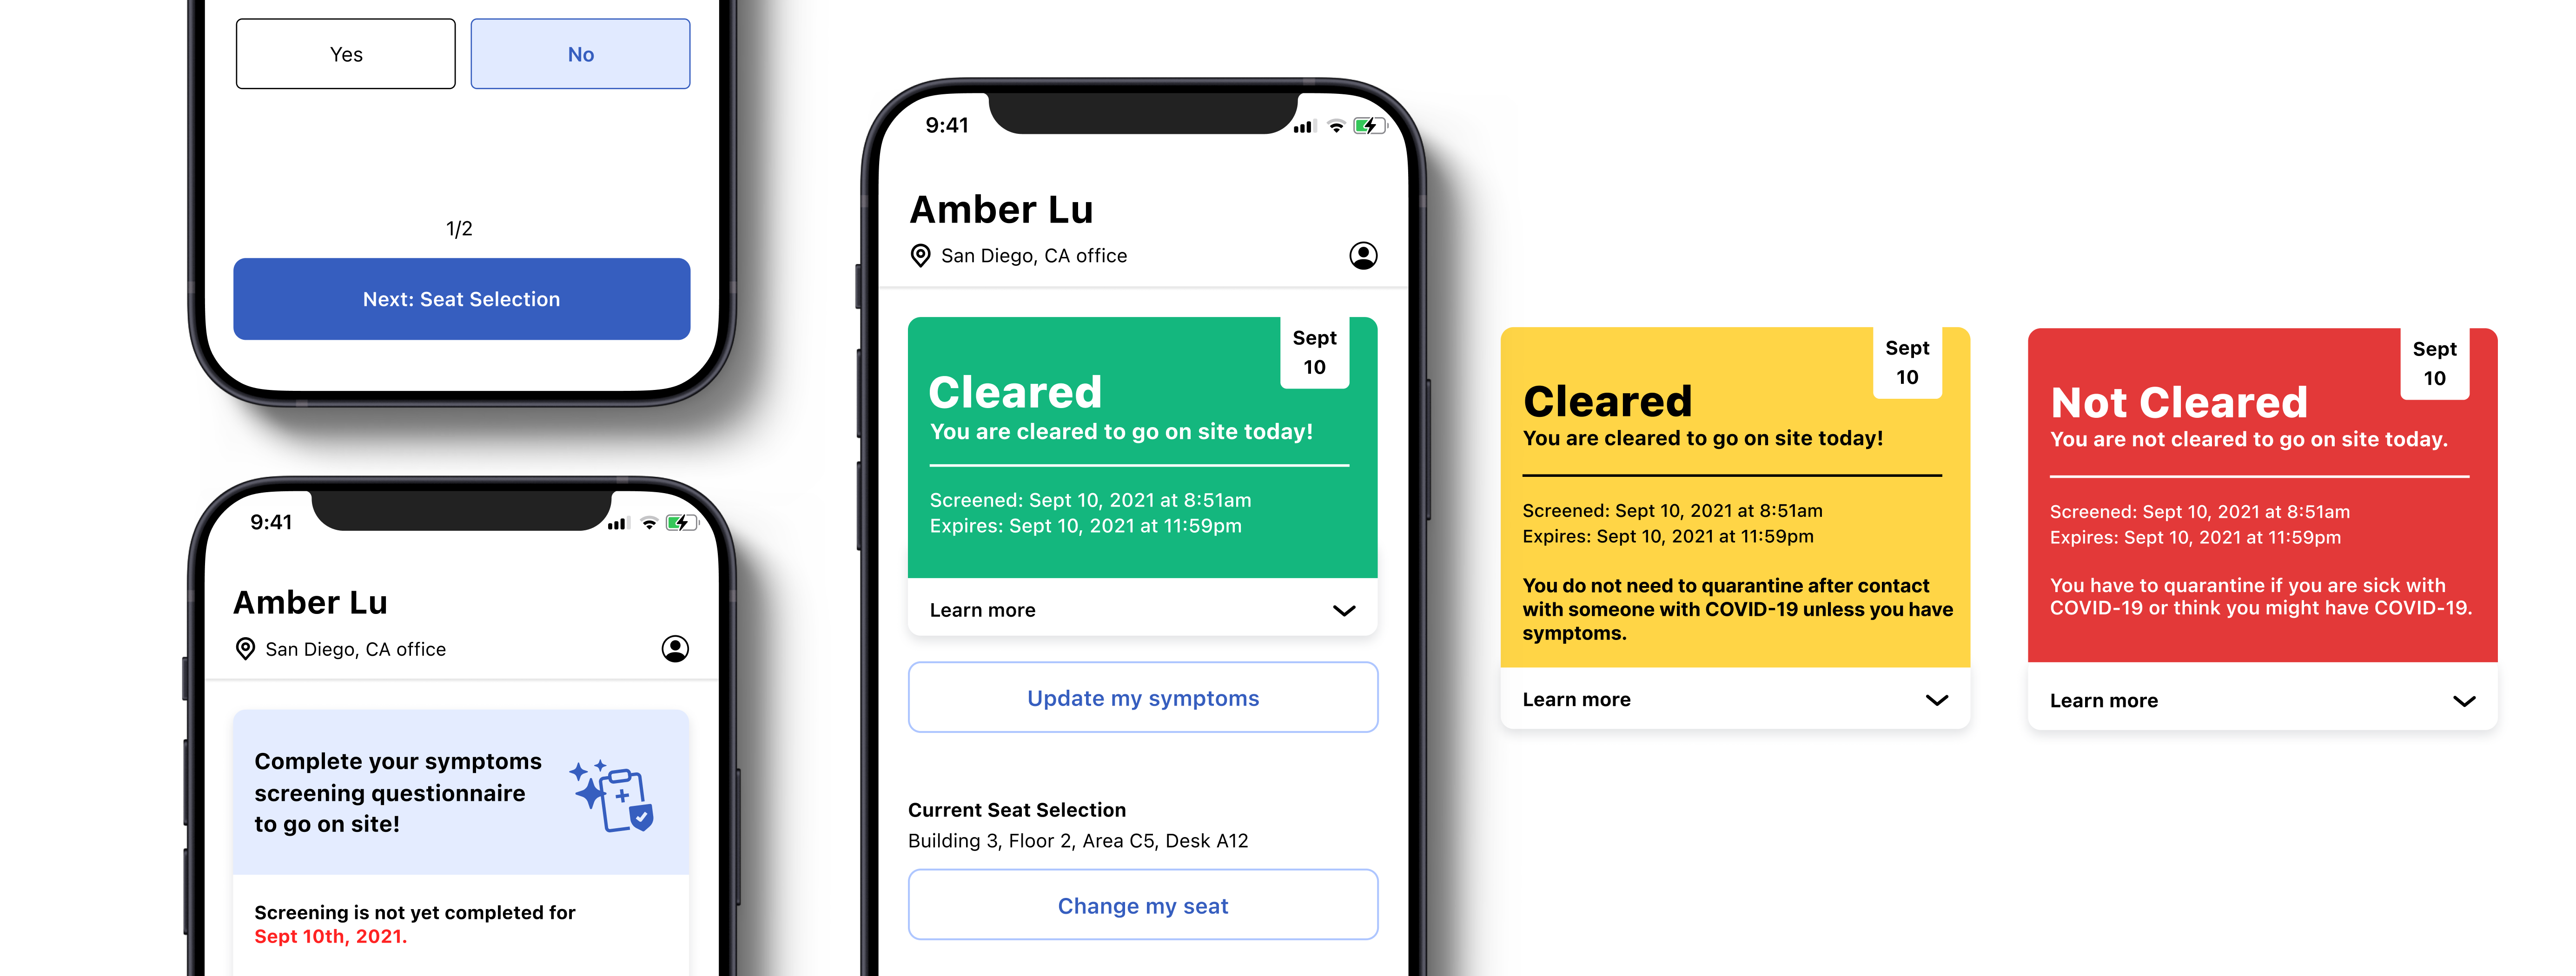 Yes
No
1/2
Next: Seat Selection
9:41
Amber Lu
San Diego, CA office
Complete your symptoms
screening questionnaire
to go on site!
Screening is not yet completed for
Sept 10th, 2021.
9:41
Amber Lu
San Diego, CA office
Sept
10
Cleared
You are cleared to go on site today!
Screened: Sept 10, 2021 at 8:51am
Expires: Sept 10, 2021 at 11:59pm
Learn more
Update my symptoms
Current Seat Selection
Building 3, Floor 2, Area C5, Desk A12
Change my seat
Sept
10
Cleared
You are cleared to go on site today!
Screened: Sept 10, 2021 at 8:51am
Expires: Sept 10, 2021 at 11:59pm
You do not need to quarantine after contact
with someone with COVID-19 unless you have
symptoms.
Learn more
Sept
10
Not Cleared
You are not cleared to go on site today.
Screened: Sept 10, 2021 at 8:51am
Expires: Sept 10, 2021 at 11:59pm
You have to quarantine if you are sick with
COVID-19 or think you might have COVID-19.
Learn more